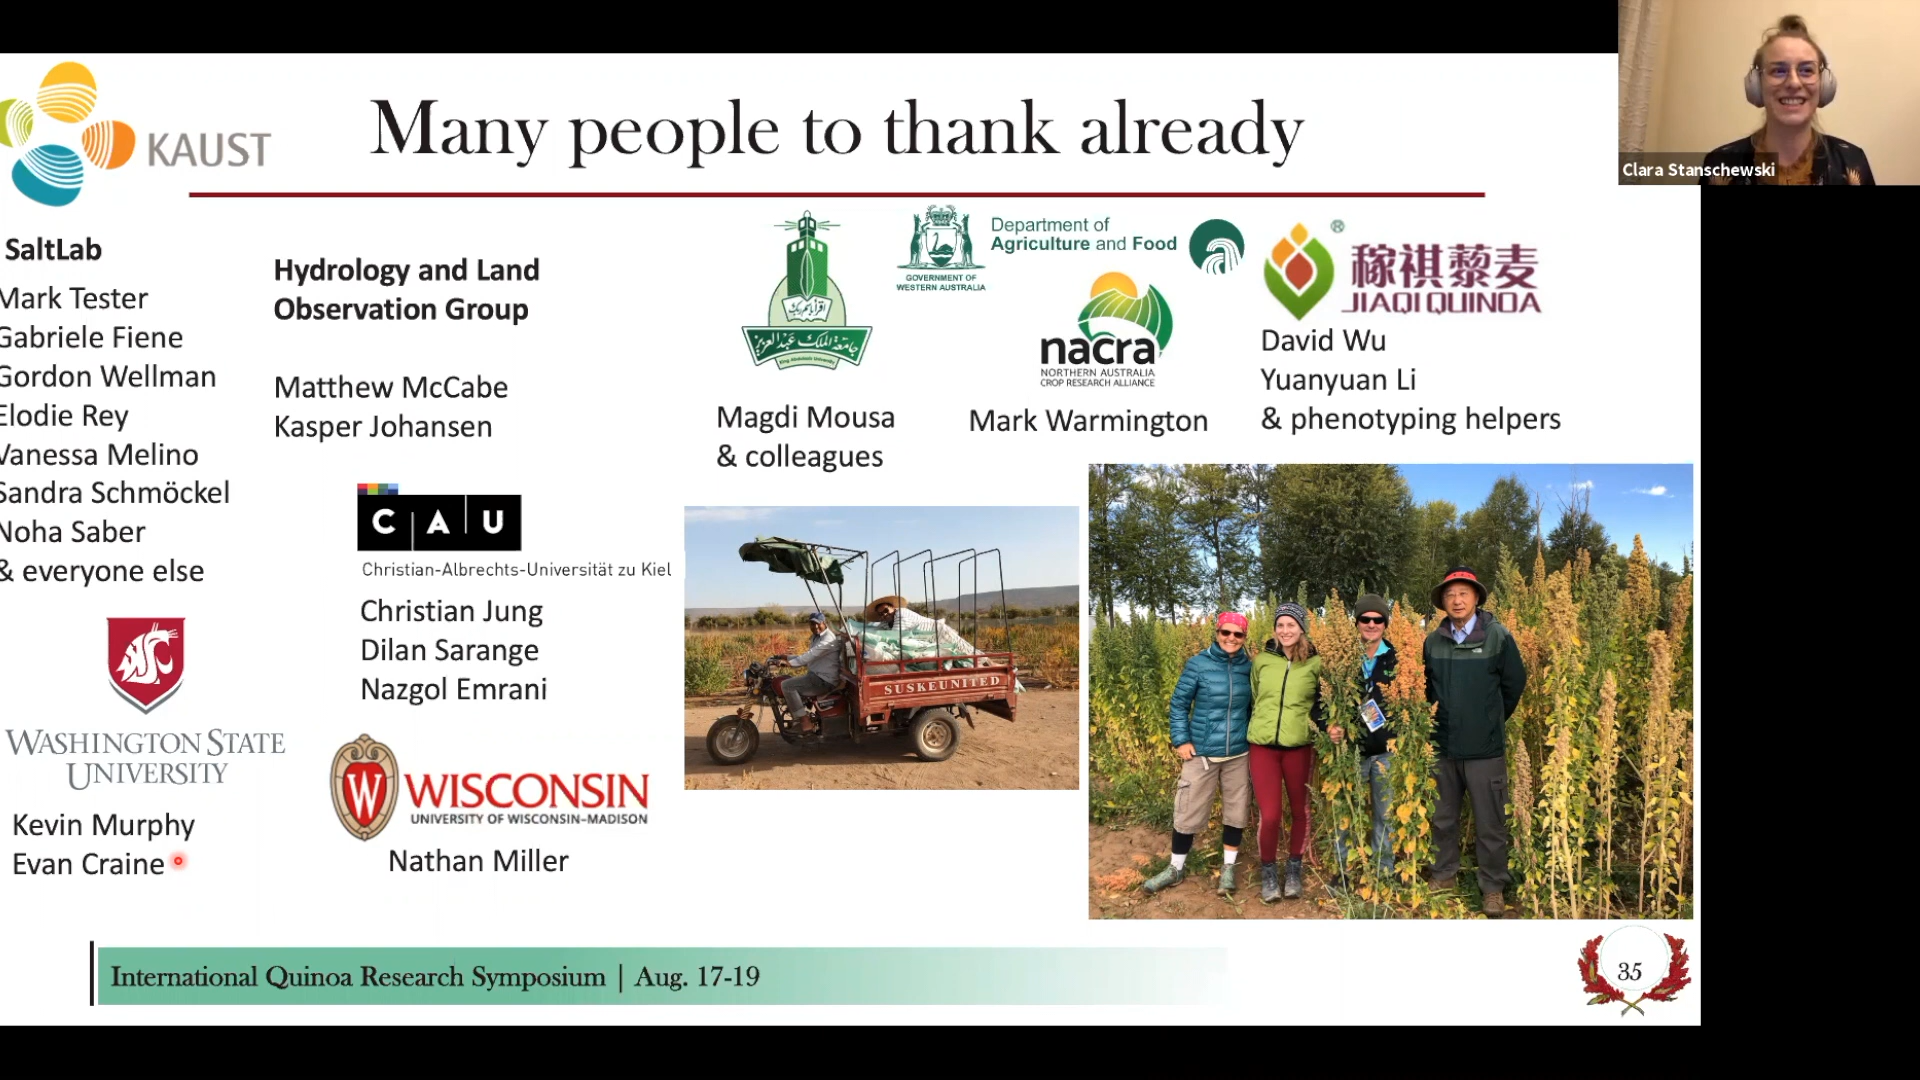 KAUST
Many people to thank already
Clara Stanschewski
SaltLab
Mark Tester
Gabriele Fiene
Gordon Wellman
Elodie Rey
Vanessa Melino
Sandra Schmöckel
Noha Saber
& everyone else
Hydrology and Land
Observation Group
Matthew McCabe
Kasper Johansen
جامعة الملك عبدالعزيز
Magdi Mousa
& colleagues
GOVERNMENT OF
WESTERN AUSTRALIA
Department of
Agriculture and Food
nacra
NORTHERN AUSTRALIA
CROP RESEARCH ALLIANCE
Mark Warmington
®
稼祺藜麦
JIAQI QUINOA
David Wu
Yuanyuan Li
& phenotyping helpers
CAU
Christian-Albrechts-Universität zu Kiel
Christian Jung
Dilan Sarange
Nazgol Emrani
WASHINGTON STATE
UNIVERSITY
Kevin Murphy
Evan Craine
W
WISCONSIN
UNIVERSITY OF WISCONSIN–MADISON
Nathan Miller
SUSKEUNITED
International Quinoa Research Symposium | Aug. 17-19
35